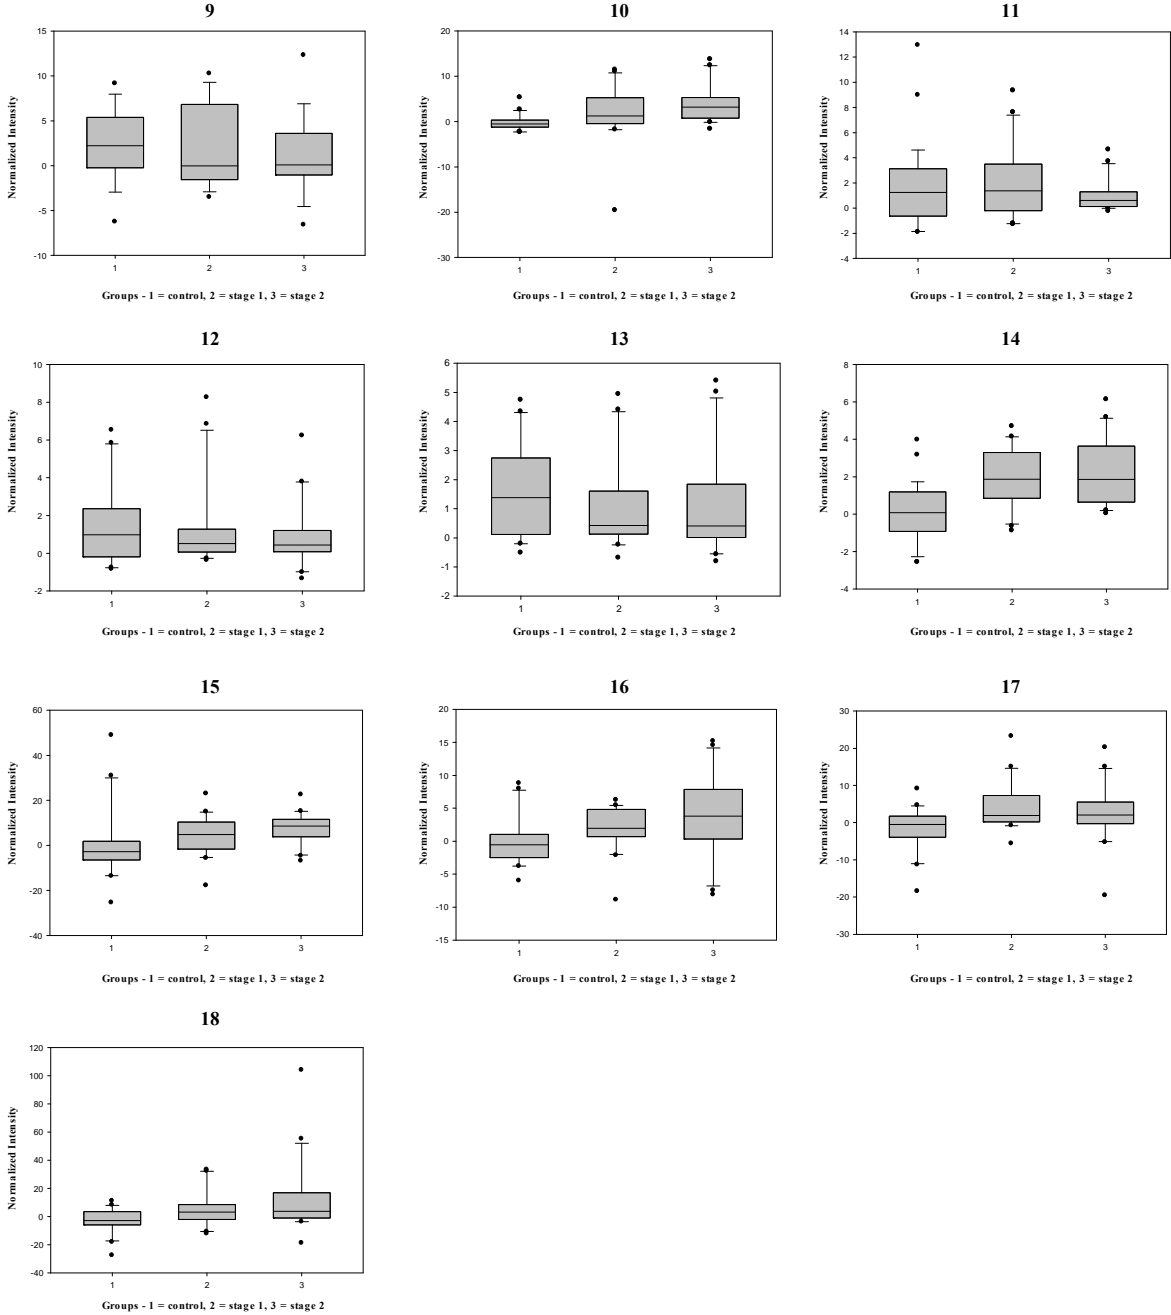 9
Normalized Intensity
15
10
5
0
-5
-10
1 2 3
Groups - 1 = control, 2 = stage 1, 3 = stage 2
10
Normalized Intensity
20
10
0
-10
-20
-30
1 2 3
Groups - 1 = control, 2 = stage 1, 3 = stage 2
11
Normalized Intensity
14
12
10
8
6
4
2
0
-2
-4
1 2 3
Groups - 1 = control, 2 = stage 1, 3 = stage 2
12
Normalized Intensity
10
8
6
4
2
0
-2
1 2 3
Groups - 1 = control, 2 = stage 1, 3 = stage 2
13
Normalized Intensity
6
5
4
3
2
1
0
-1
-2
1 2 3
Groups - 1 = control, 2 = stage 1, 3 = stage 2
14
Normalized Intensity
8
6
4
2
0
-2
-4
1 2 3
Groups - 1 = control, 2 = stage 1, 3 = stage 2
15
Normalized Intensity
60
40
20
0
-20
-40
1 2 3
Groups - 1 = control, 2 = stage 1, 3 = stage 2
16
Normalized Intensity
20
15
10
5
0
-5
-10
-15
1 2 3
Groups - 1 = control, 2 = stage 1, 3 = stage 2
17
Normalized Intensity
30
20
10
0
-10
-20
-30
1 2 3
Groups - 1 = control, 2 = stage 1, 3 = stage 2
18
Normalized Intensity
120
100
80
60
40
20
0
-20
-40
1 2 3
Groups - 1 = control, 2 = stage 1, 3 = stage 2